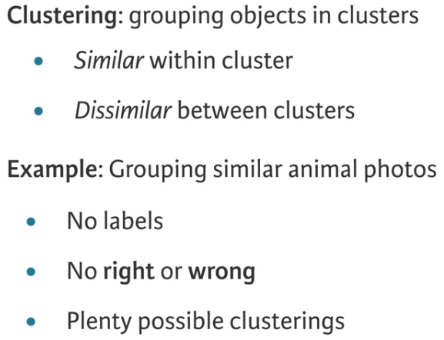 Clustering: grouping objects in clusters
• Similar within cluster
• Dissimilar between clusters
Example: Grouping similar animal photos
• No labels
• No right or wrong
• Plenty possible clusterings